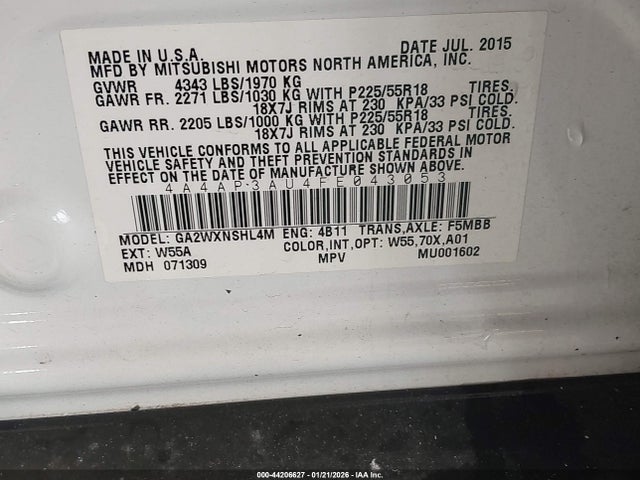 MADE IN U.S.A. DATE JUL. 2015
MFD BY MITSUBISHI MOTORS NORTH AMERICA, INC.
GVWR 4343 LBS/1970 KG
GAWR FR. 2271 LBS/1030 KG WITH P225/55R18 TIRES.
18X7J RIMS AT 230 KPA/33 PSI COLD.
GAWR RR. 2205 LBS/1000 KG WITH P225/55R18 TIRES.
18X7J RIMS AT 230 KPA/33 PSI COLD.
THIS VEHICLE CONFORMS TO ALL APPLICABLE FEDERAL MOTOR
VEHICLE SAFETY AND THEFT PREVENTION STANDARDS IN
EFFECT ON THE DATE OF MANUFACTURE SHOWN ABOVE.
4A4AP3AU4FE043053
MODEL: GA2WXNSHL4M ENG: 4B11 TRANS,AXLE: F5MBB
EXT: W55A COLOR,INT,OPT: W55,70X,A01
MDH 071309 MPV MU001602
000-44206627 - 01/21/2026 - IAA Holdings, LLC